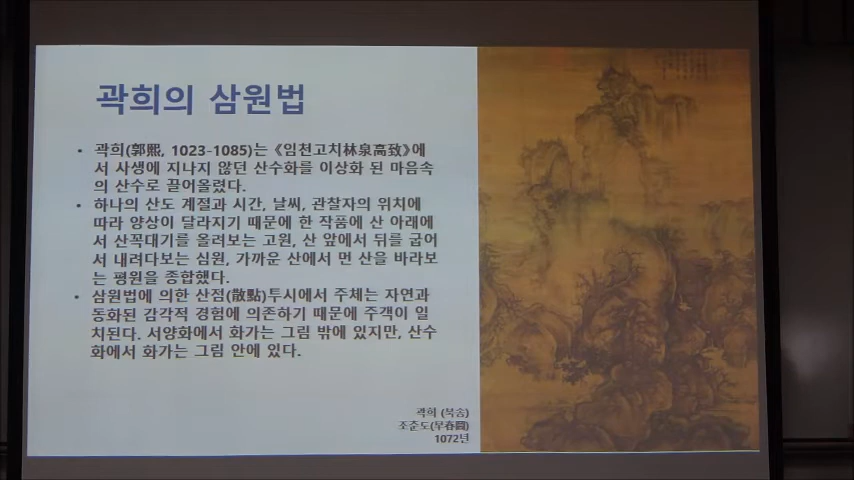 곽희의 삼원법
• 곽희(郭熙, 1023-1085)는 《임천고치林泉高致》에
서 사생에 지나지 않던 산수화를 이상화 된 마음속
의 산수로 끌어올렸다.
• 하나의 산도 계절과 시간, 날씨, 관찰자의 위치에
따라 양상이 달라지기 때문에 한 작품에 산 아래에
서 산꼭대기를 올려보는 고원, 산 앞에서 뒤를 굽어
서 내려다보는 심원, 가까운 산에서 먼 산을 바라보
는 평원을 종합했다.
• 삼원법에 의한 산점(散點)투시에서 주체는 자연과
동화된 감각적 경험에 의존하기 때문에 주객이 일
치된다. 서양화에서 화가는 그림 밖에 있지만, 산수
화에서 화가는 그림 안에 있다.
곽희 (북송)
조춘도(早春圖)
1072년